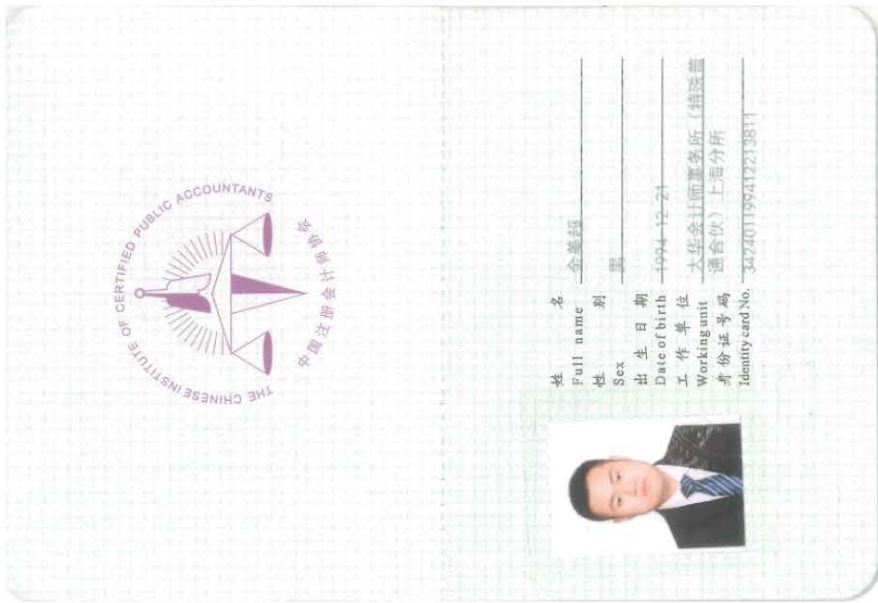 THE CHINESE INSTITUTE OF CERTIFIED PUBLIC ACCOUNTANTS
中国注册会计师协会
姓 名 金美超
Full name
性 别 男
Sex
出 生 日 期 1994-12-21
Date of birth
工 作 单 位 大华会计师事务所（特殊普
Working unit 通合伙）上海分所
身 份 证 号 码 342401199412213811
Identity card No.